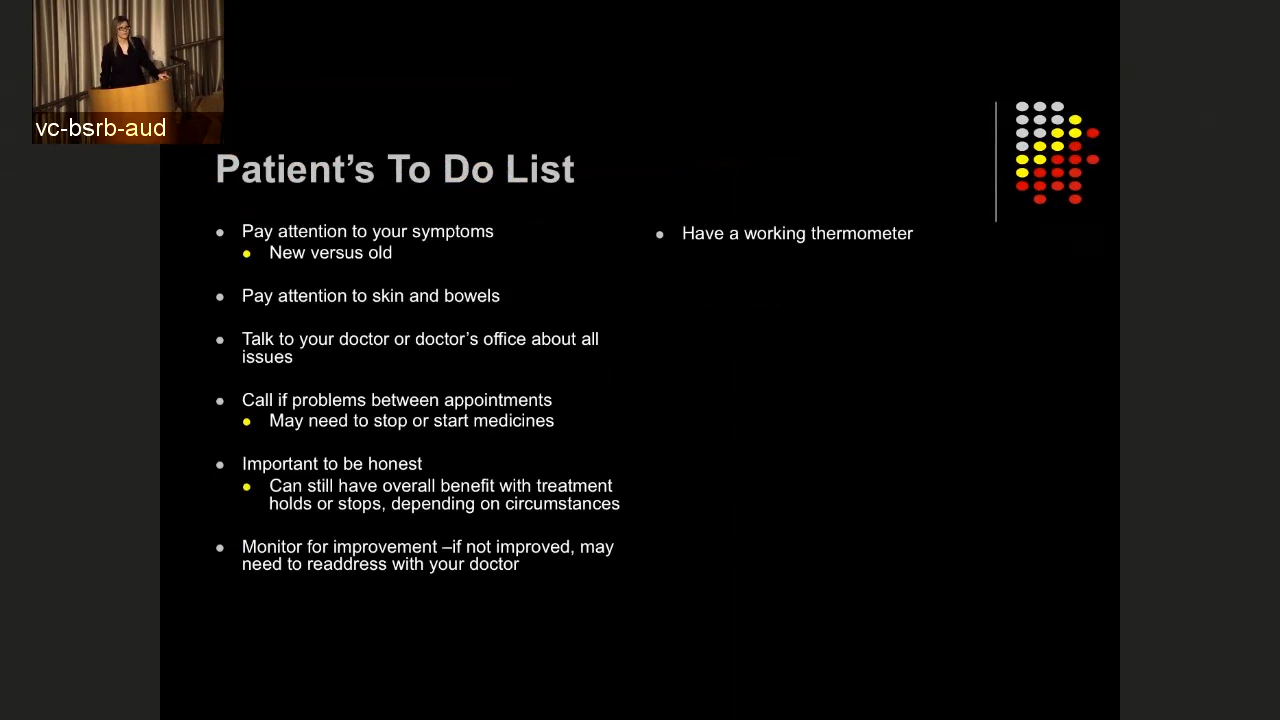 vc-bsrb-aud
Patient's To Do List
Pay attention to your symptoms
New versus old
Pay attention to skin and bowels
Talk to your doctor or doctor's office about all
issues
Call if problems between appointments
May need to stop or start medicines
Important to be honest
Can still have overall benefit with treatment
holds or stops, depending on circumstances
Monitor for improvement –if not improved, may
need to readdress with your doctor
Have a working thermometer